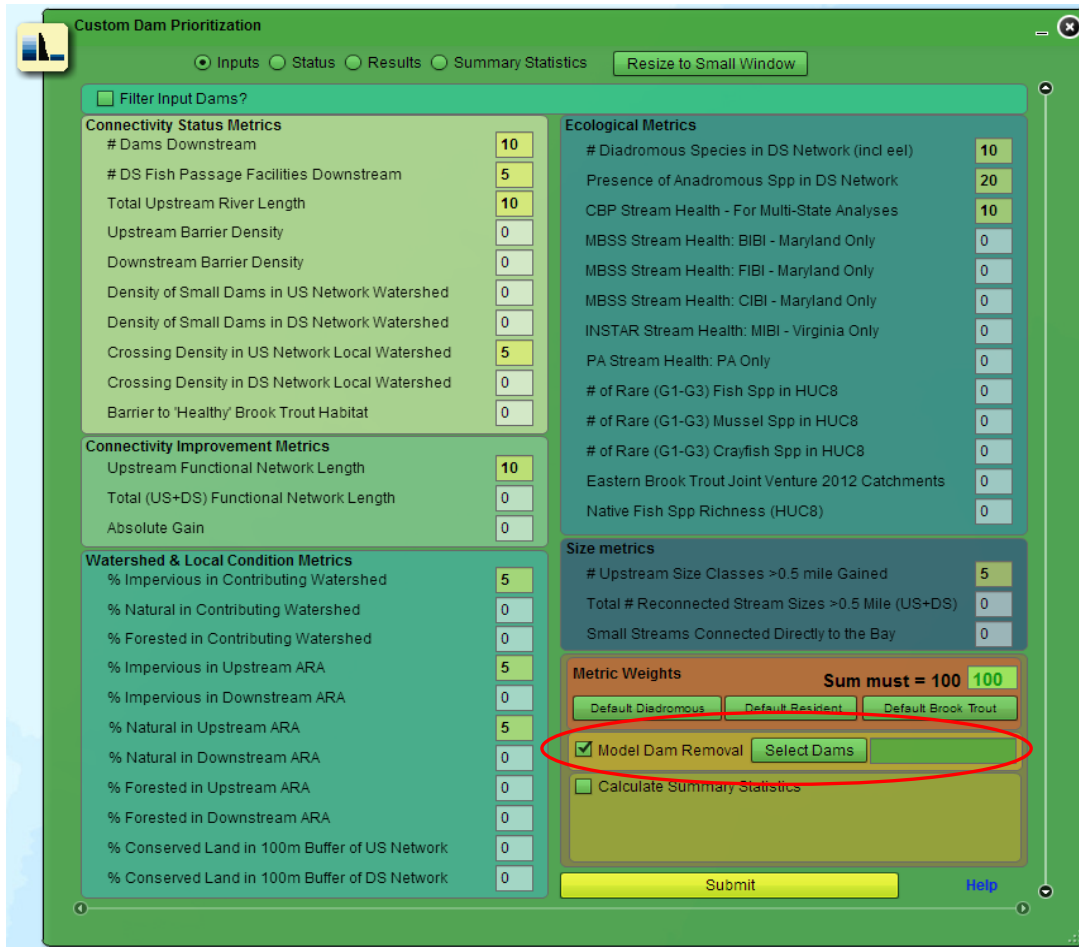 Custom Dam Prioritization
Inputs Status Results Summary Statistics Resize to Small Window
Filter Input Dams?
Connectivity Status Metrics
# Dams Downstream 10
# DS Fish Passage Facilities Downstream 5
Total Upstream River Length 10
Upstream Barrier Density 0
Downstream Barrier Density 0
Density of Small Dams in US Network Watershed 0
Density of Small Dams in DS Network Watershed 0
Crossing Density in US Network Local Watershed 5
Crossing Density in DS Network Local Watershed 0
Barrier to 'Healthy' Brook Trout Habitat 0
Connectivity Improvement Metrics
Upstream Functional Network Length 10
Total (US+DS) Functional Network Length 0
Absolute Gain 0
Watershed & Local Condition Metrics
% Impervious in Contributing Watershed 5
% Natural in Contributing Watershed 0
% Forested in Contributing Watershed 0
% Impervious in Upstream ARA 5
% Impervious in Downstream ARA 0
% Natural in Upstream ARA 5
% Natural in Downstream ARA 0
% Forested in Upstream ARA 0
% Forested in Downstream ARA 0
% Conserved Land in 100m Buffer of US Network 0
% Conserved Land in 100m Buffer of DS Network 0
Ecological Metrics
# Diadromous Species in DS Network (incl eel) 10
Presence of Anadromous Spp in DS Network 20
CBP Stream Health - For Multi-State Analyses 10
MBSS Stream Health: BIBI - Maryland Only 0
MBSS Stream Health: FIBI - Maryland Only 0
MBSS Stream Health: CIBI - Maryland Only 0
INSTAR Stream Health: MIBI - Virginia Only 0
PA Stream Health: PA Only 0
# of Rare (G1-G3) Fish Spp in HUC8 0
# of Rare (G1-G3) Mussel Spp in HUC8 0
# of Rare (G1-G3) Crayfish Spp in HUC8 0
Eastern Brook Trout Joint Venture 2012 Catchments 0
Native Fish Spp Richness (HUC8) 0
Size metrics
# Upstream Size Classes >0.5 mile Gained 5
Total # Reconnected Stream Sizes >0.5 Mile (US+DS) 0
Small Streams Connected Directly to the Bay 0
Metric Weights Sum must = 100 100
Default Diadromous Default Resident Default Brook Trout
Model Dam Removal Select Dams
Calculate Summary Statistics
Submit Help